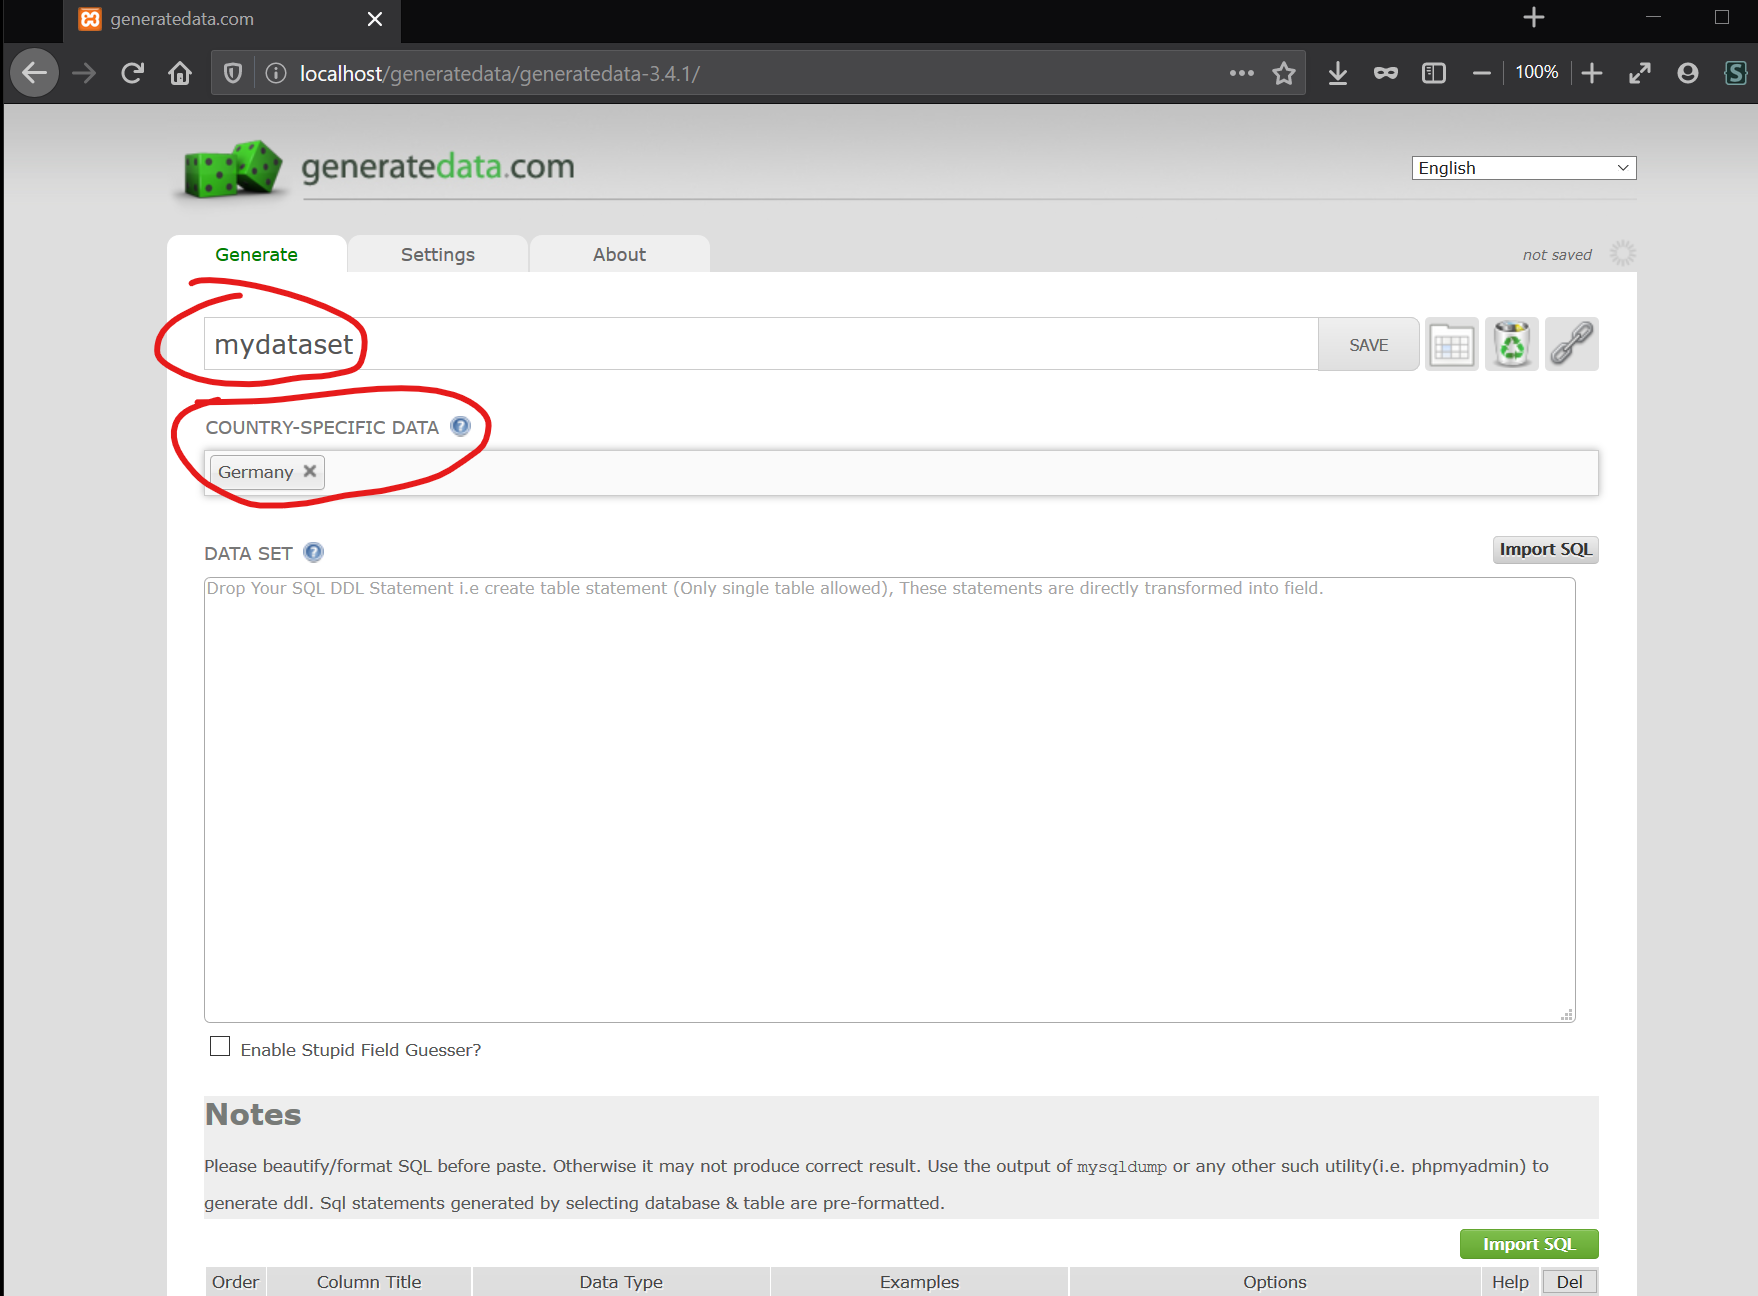 generatedata.com
localhost/generatedata/generatedata-3.4.1/
100%
S
generatedata.com
English
Generate
Settings
About
not saved
mydataset
SAVE
COUNTRY-SPECIFIC DATA ?
Germany
DATA SET ?
Import SQL
Drop Your SQL DDL Statement i.e create table statement (Only single table allowed), These statements are directly transformed into field.
Enable Stupid Field Guesser?
Notes
Please beautify/format SQL before paste. Otherwise it may not produce correct result. Use the output of mysqldump or any other such utility(i.e. phpmyadmin) to
generate ddl. Sql statements generated by selecting database & table are pre-formatted.
Import SQL
Order Column Title Data Type Examples Options Help Del